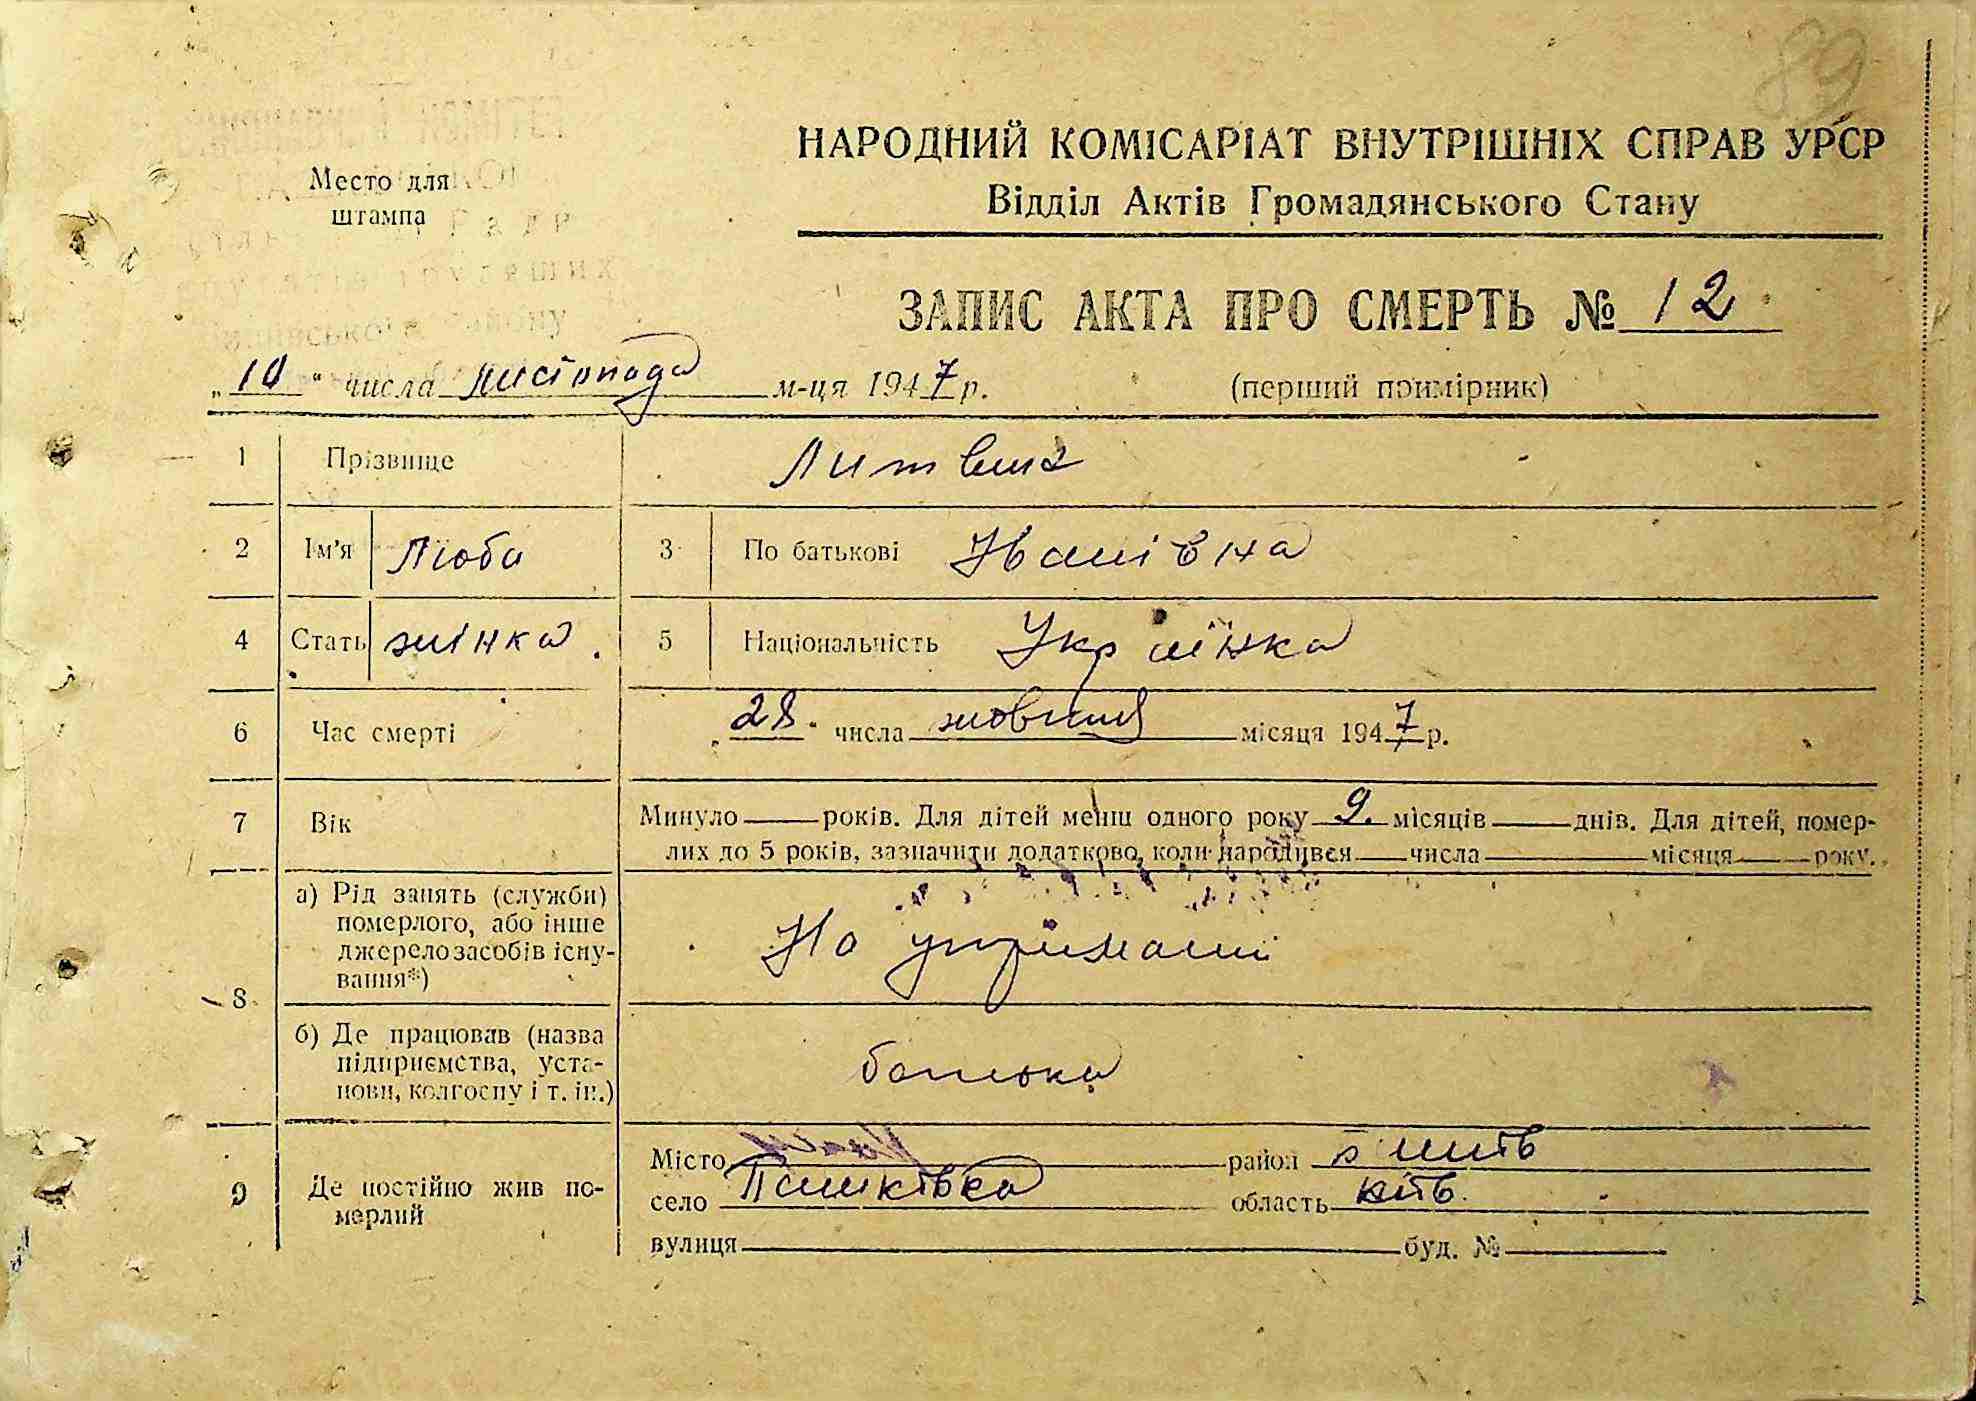 89
НАРОДНИЙ КОМІСАРІАТ ВНУТРІШНІХ СПРАВ УРСР
Место для штампа
Відділ Актів Громадянського Стану
ЗАПИС АКТА ПРО СМЕРТЬ № 12
„10“ числа листопада м-ця 1947 р. (перший примірник)
1 Прізвище Литвин
2 Ім'я Люба 3 По батькові Іванівна
4 Стать жінка. 5 Національність Українка
6 Час смерті „28“ числа жовтня місяця 1947 р.
7 Вік Минуло — років. Для дітей менш одного року 9 місяців — днів. Для дітей, помер-
лих до 5 років, зазначити додатково, коли народився — числа — місяця — року.
8 а) Рід занять (служби)
померлого, або інше
джерело засобів існу-
вання*) На утриманні
б) Де працював (назва
підприємства, уста-
нови, колгоспу і т. ін.) батька
9 Де постійно жив по-
мерлий
Місто район
село Пашківка область Київ.
вулиця буд. №